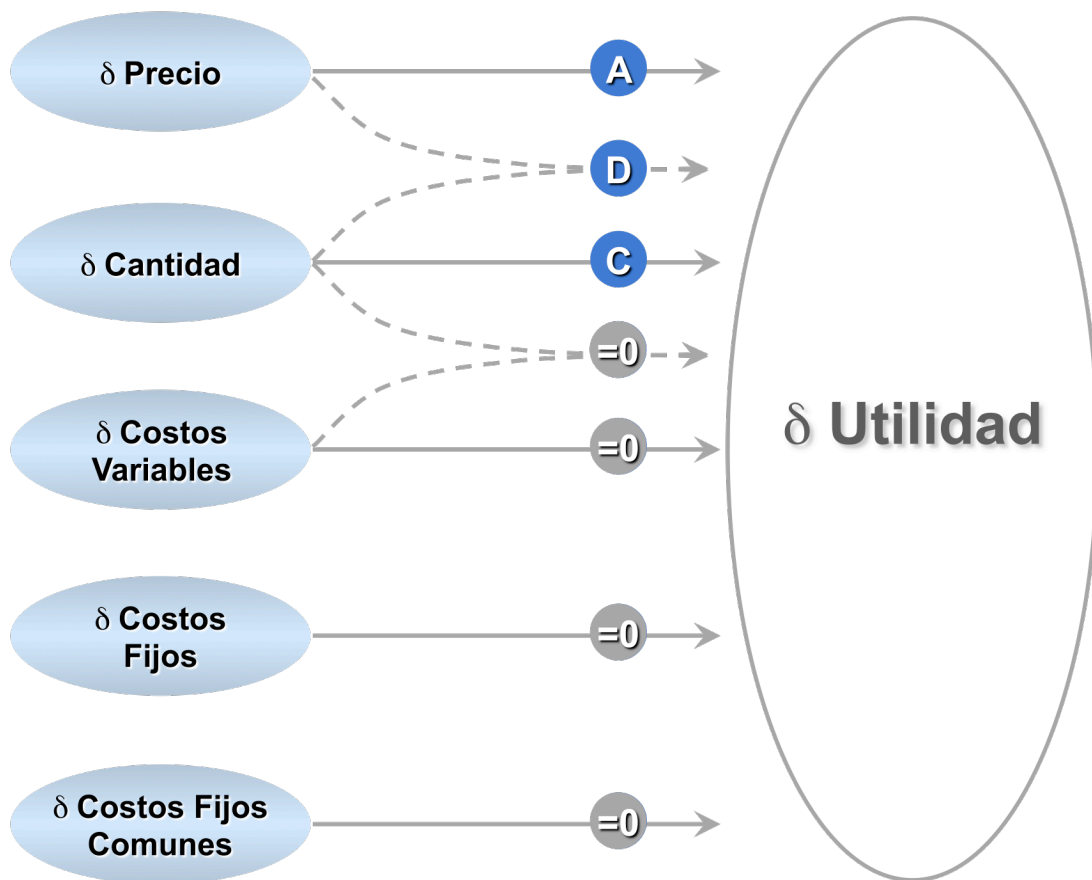 δ Precio
A
D
δ Cantidad
C
=0
δ Costos
Variables
=0
δ Utilidad
δ Costos
Fijos
=0
δ Costos Fijos
Comunes
=0